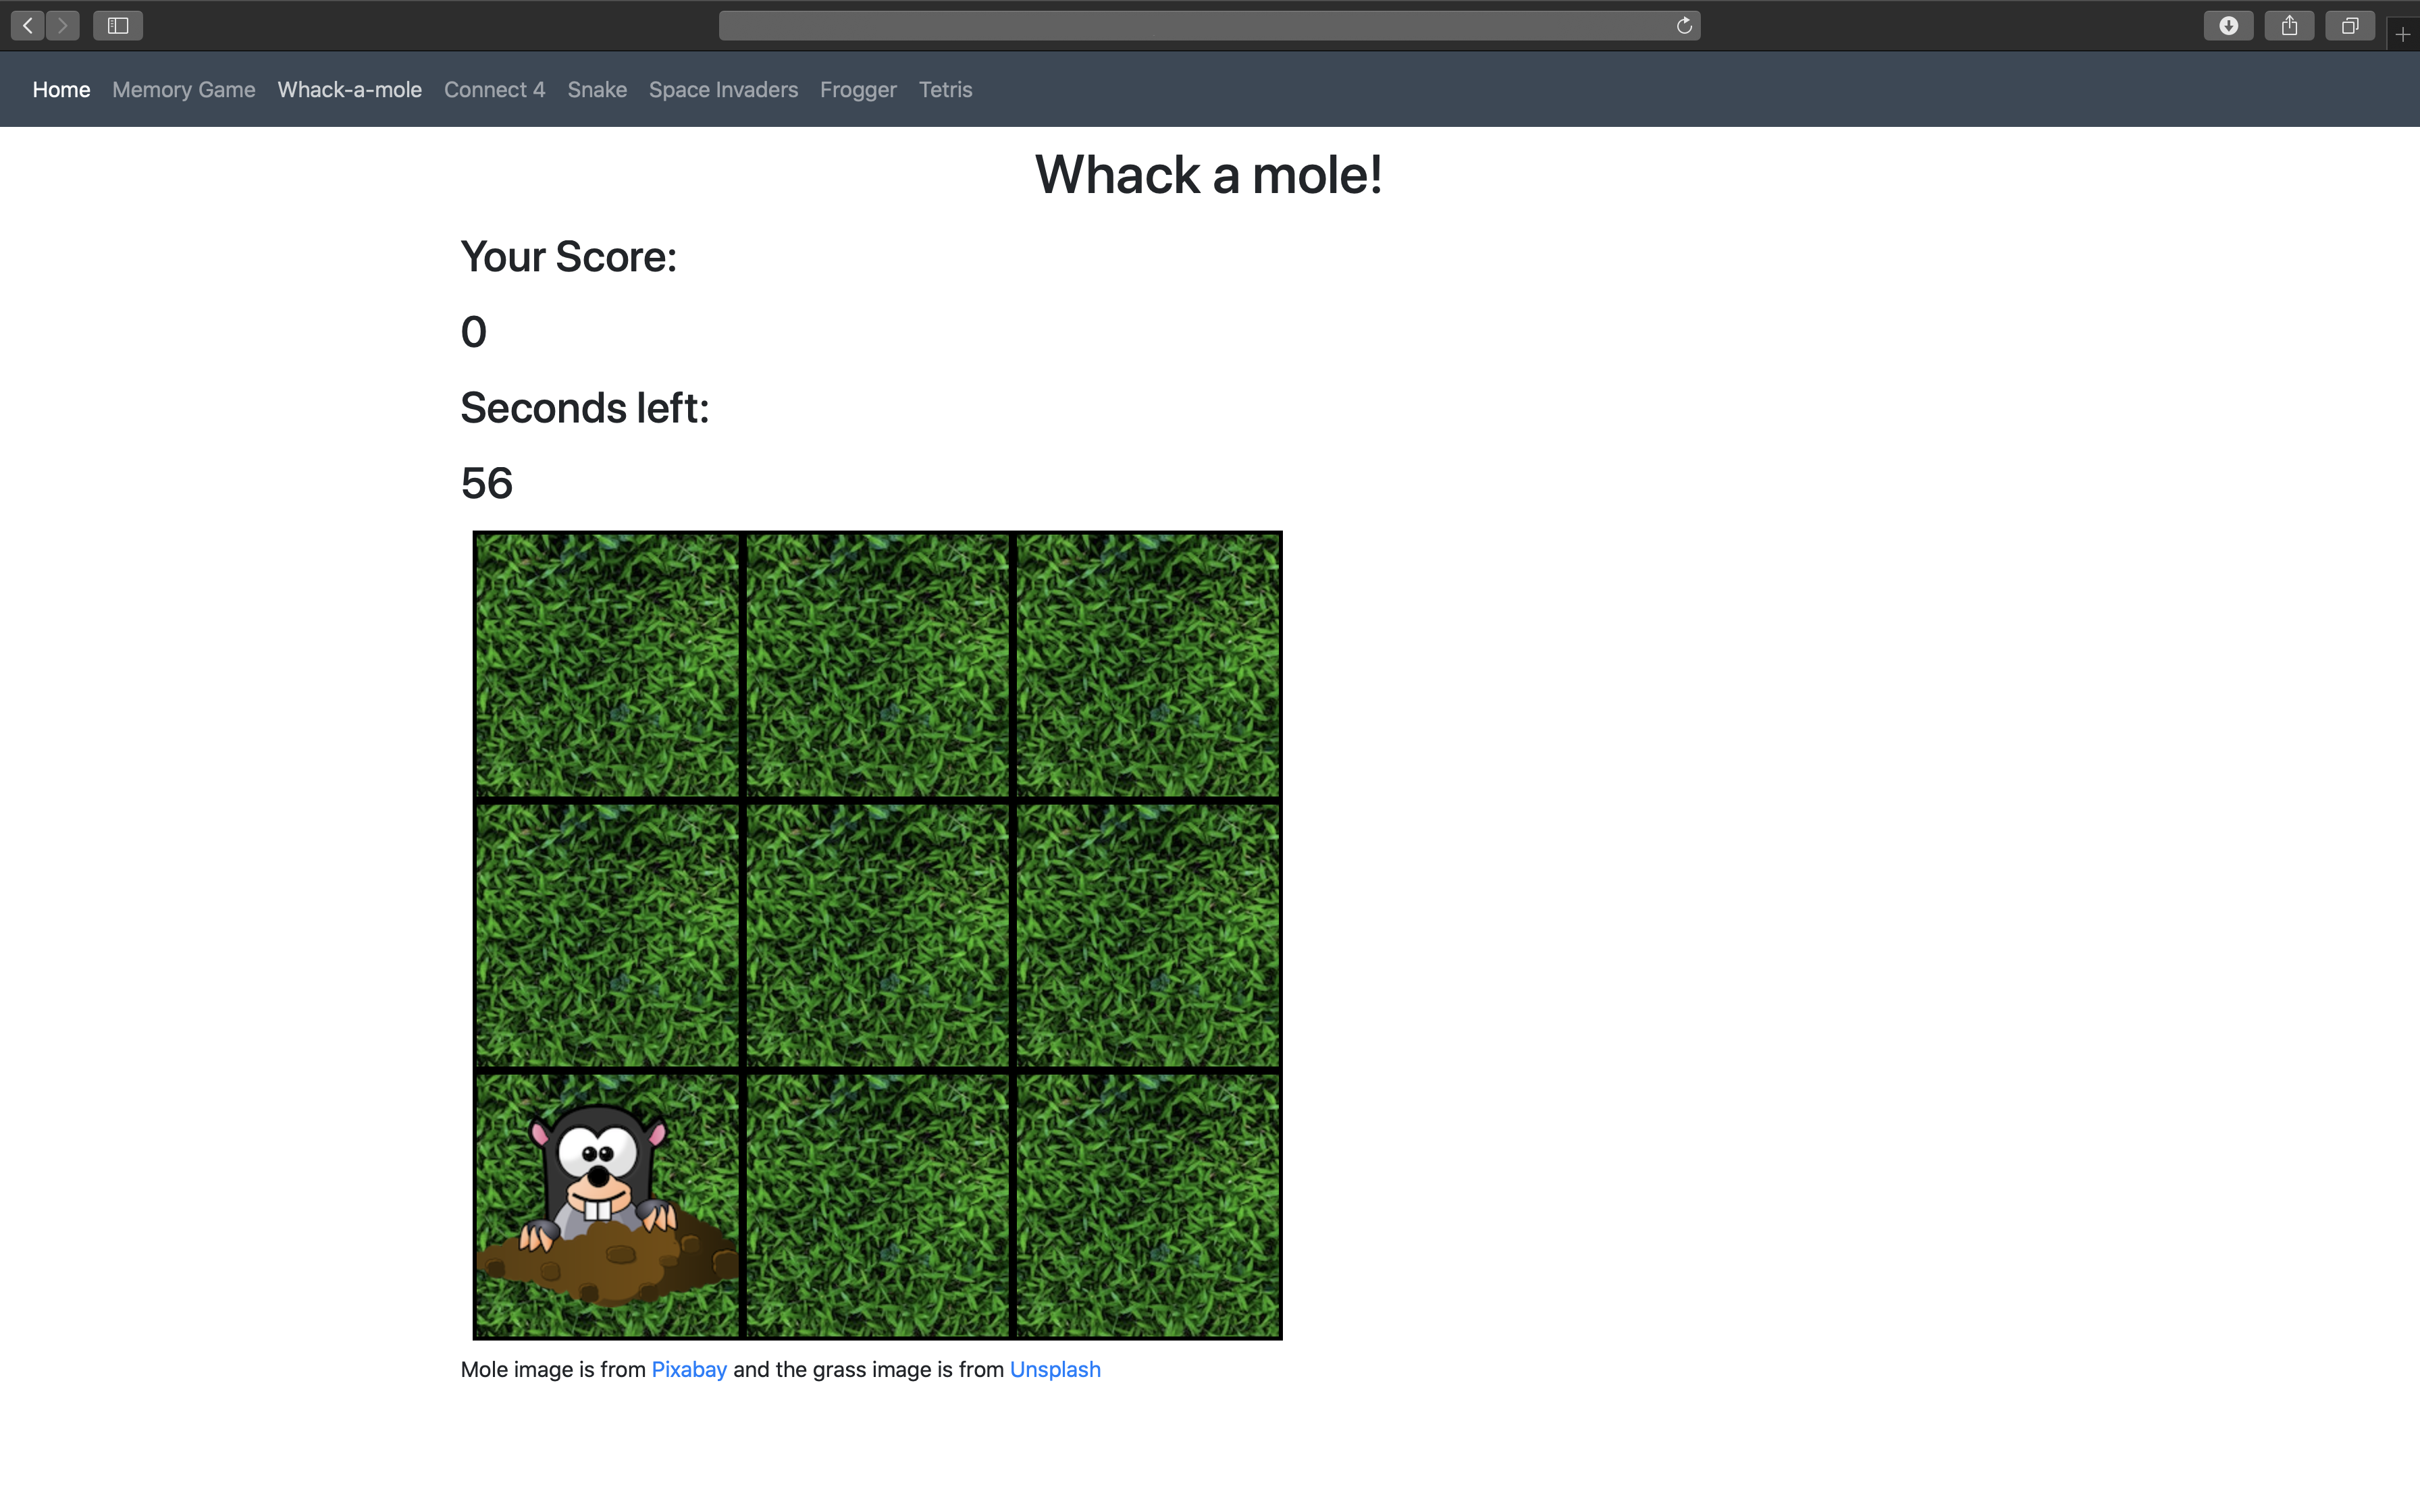 Home Memory Game Whack-a-mole Connect 4 Snake Space Invaders Frogger Tetris
Whack a mole!
Your Score:
0
Seconds left:
56
Mole image is from Pixabay and the grass image is from Unsplash